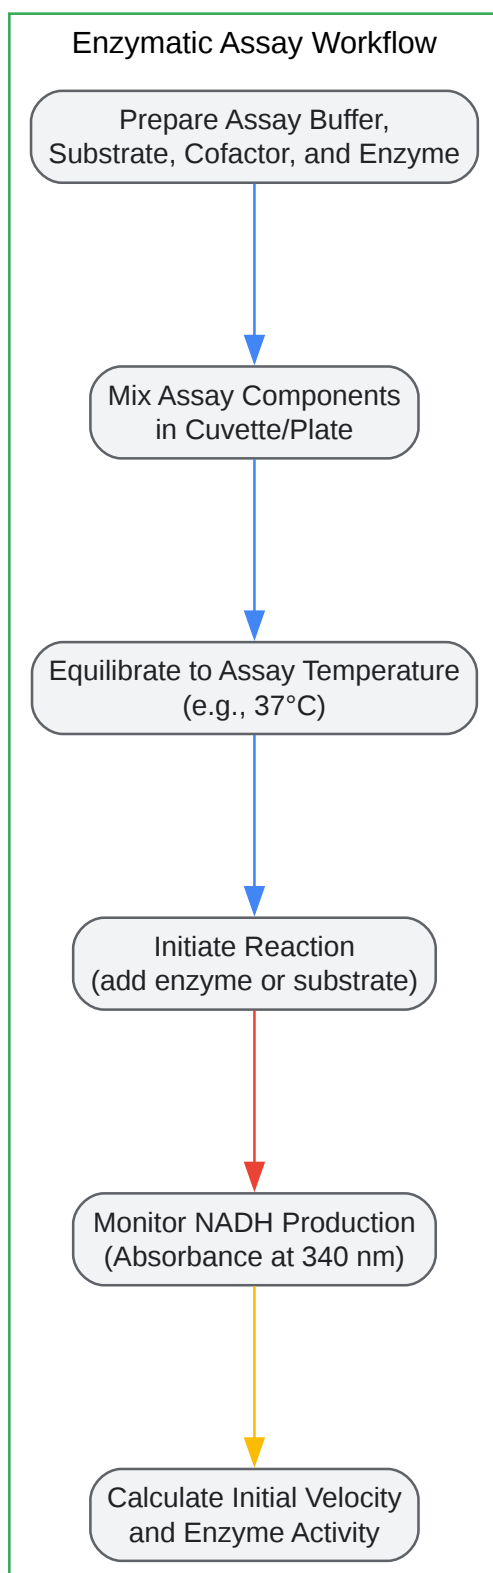 Enzymatic Assay Workflow
Prepare Assay Buffer,
Substrate, Cofactor, and Enzyme
Mix Assay Components
in Cuvette/Plate
Equilibrate to Assay Temperature
(e.g., 37°C)
Initiate Reaction
(add enzyme or substrate)
Monitor NADH Production
(Absorbance at 340 nm)
Calculate Initial Velocity
and Enzyme Activity